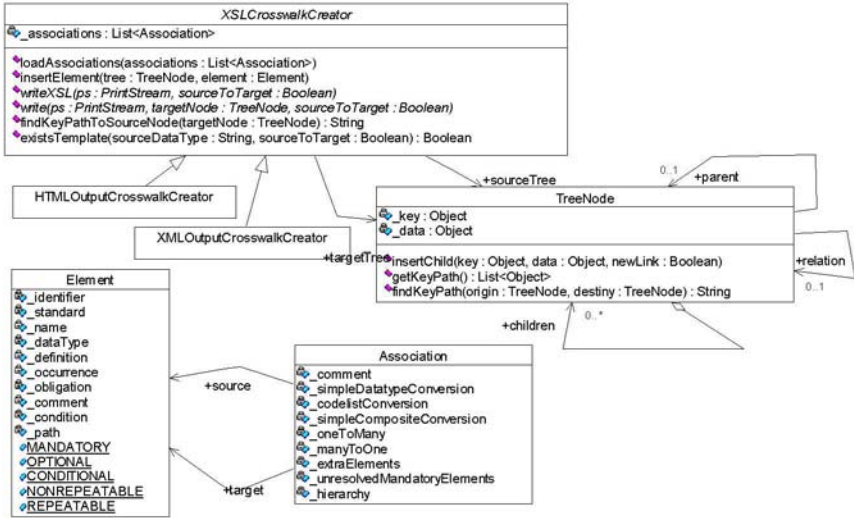 XSLCrosswalkCreator
_associations : List<Association>
loadAssociations(associations : List<Association>)
insertElement(tree : TreeNode, element : Element)
writeXSL(ps : PrintStream, sourceToTarget : Boolean)
write(ps : PrintStream, targetNode : TreeNode, sourceToTarget : Boolean)
findKeyPathToSourceNode(targetNode : TreeNode) : String
existsTemplate(sourceDataType : String, sourceToTarget : Boolean) : Boolean
HTMLOutputCrosswalkCreator
XMLOutputCrosswalkCreator
+sourceTree
0..1
+parent
TreeNode
_key : Object
_data : Object
+targetTree
insertChild(key : Object, data : Object, newLink : Boolean)
getKeyPath() : List<Object>
findKeyPath(origin : TreeNode, destiny : TreeNode) : String
+relation
0..1
+children
0..*
Element
_identifier
_standard
_name
_dataType
_definition
_occurrence
_obligation
_comment
_condition
_path
MANDATORY
OPTIONAL
CONDITIONAL
NONREPEATABLE
REPEATABLE
+source
+target
Association
_comment
_simpleDatatypeConversion
_codelistConversion
_simpleCompositeConversion
_oneToMany
_manyToOne
_extraElements
_unresolvedMandatoryElements
_hierarchy